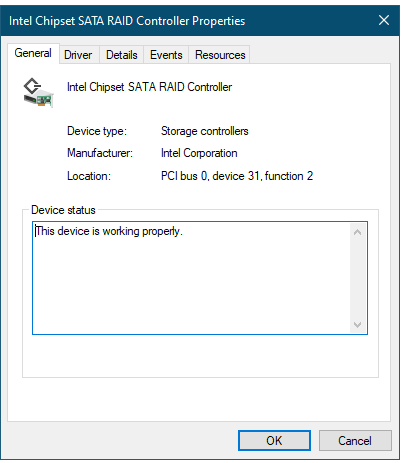 Intel Chipset SATA RAID Controller Properties
General Driver Details Events Resources
Intel Chipset SATA RAID Controller
Device type: Storage controllers
Manufacturer: Intel Corporation
Location: PCI bus 0, device 31, function 2
Device status
This device is working properly.
OK Cancel